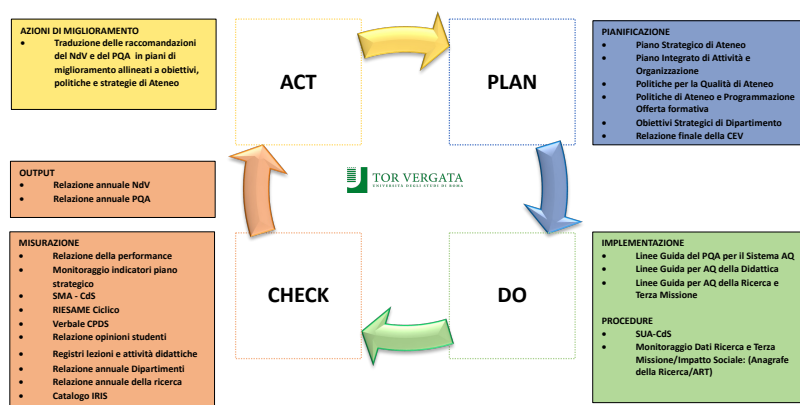 AZIONI DI MIGLIORAMENTO
• Traduzione delle raccomandazioni
del NdV e del PQA in piani di
miglioramento allineati a obiettivi,
politiche e strategie di Ateneo
ACT
PLAN
PIANIFICAZIONE
• Piano Strategico di Ateneo
• Piano Integrato di Attività e
Organizzazione
• Politiche per la Qualità di Ateneo
• Politiche di Ateneo e Programmazione
Offerta formativa
• Obiettivi Strategici di Dipartimento
• Relazione finale della CEV
OUTPUT
• Relazione annuale NdV
• Relazione annuale PQA
TOR VERGATA
UNIVERSITÀ DEGLI STUDI DI ROMA
MISURAZIONE
• Relazione della performance
• Monitoraggio indicatori piano
strategico
• SMA - CdS
• RIESAME Ciclico
• Verbale CPDS
• Relazione opinioni studenti
• Registri lezioni e attività didattiche
• Relazione annuale Dipartimenti
• Relazione annuale della ricerca
• Catalogo IRIS
CHECK
DO
IMPLEMENTAZIONE
• Linee Guida del PQA per il Sistema AQ
• Linee Guida per AQ della Didattica
• Linee Guida per AQ della Ricerca e
Terza Missione
PROCEDURE
• SUA-CdS
• Monitoraggio Dati Ricerca e Terza
Missione/Impatto Sociale: (Anagrafe
della Ricerca/ART)